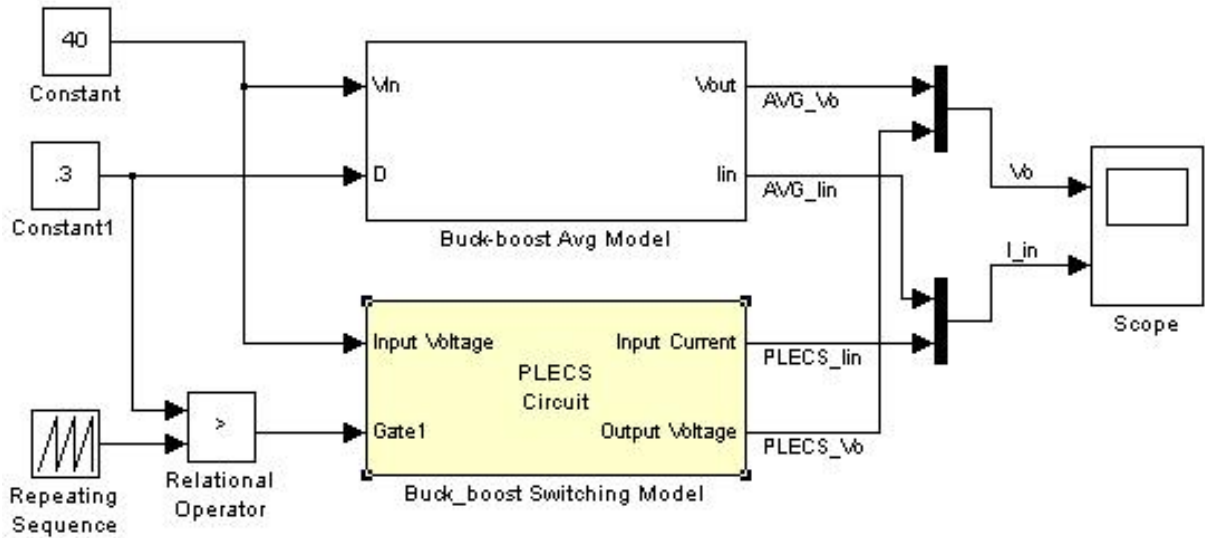 40
Constant
.3
Constant1
Vin
Vout
D
Iin
Buck-boost Avg Model
AVG_Vo
AVG_Iin
Vo
I_in
Scope
Input Voltage
Input Current
PLECS
Circuit
Gate1
Output Voltage
Buck_boost Switching Model
PLECS_Iin
PLECS_Vo
>
Relational
Operator
Repeating
Sequence